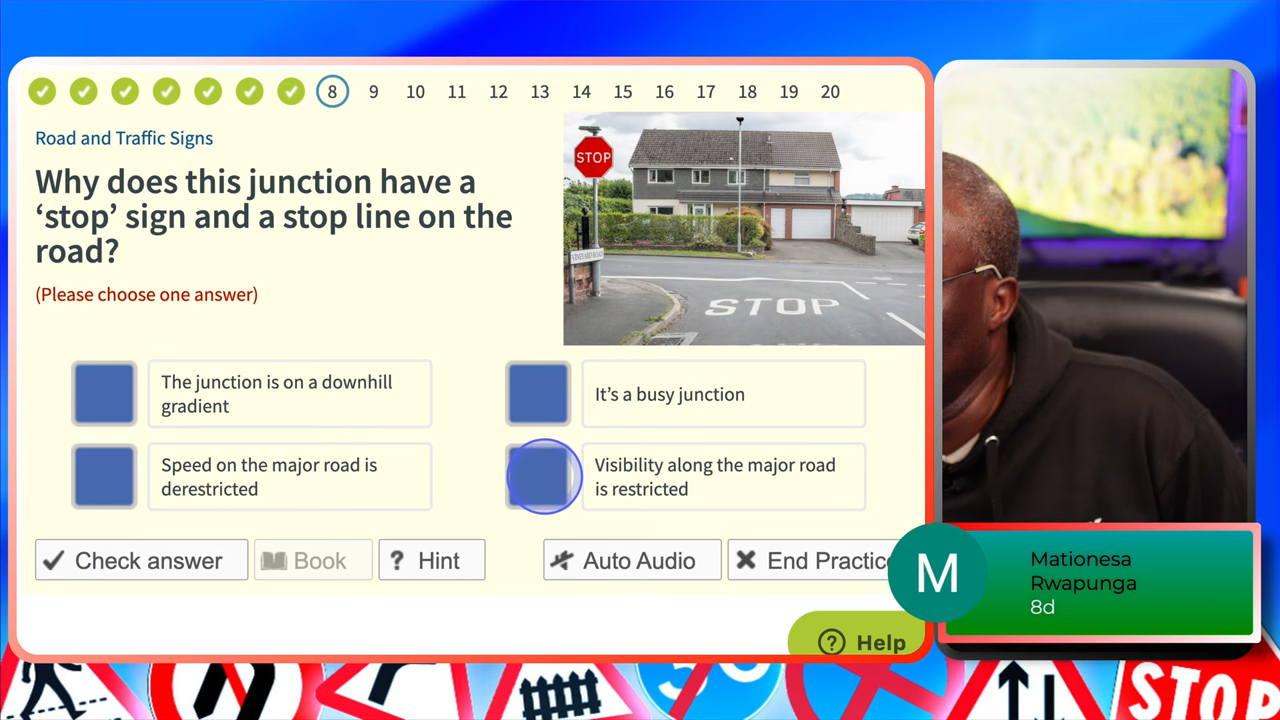 8 9 10 11 12 13 14 15 16 17 18 19 20
Road and Traffic Signs
Why does this junction have a
‘stop’ sign and a stop line on the
road?
(Please choose one answer)
STOP
VINEYARD ROAD
STOP
The junction is on a downhill
gradient
It’s a busy junction
Speed on the major road is
derestricted
Visibility along the major road
is restricted
Check answer
Book
? Hint
Auto Audio
End Practic
? Help
M
Mationesa
Rwapunga
8d
STOP